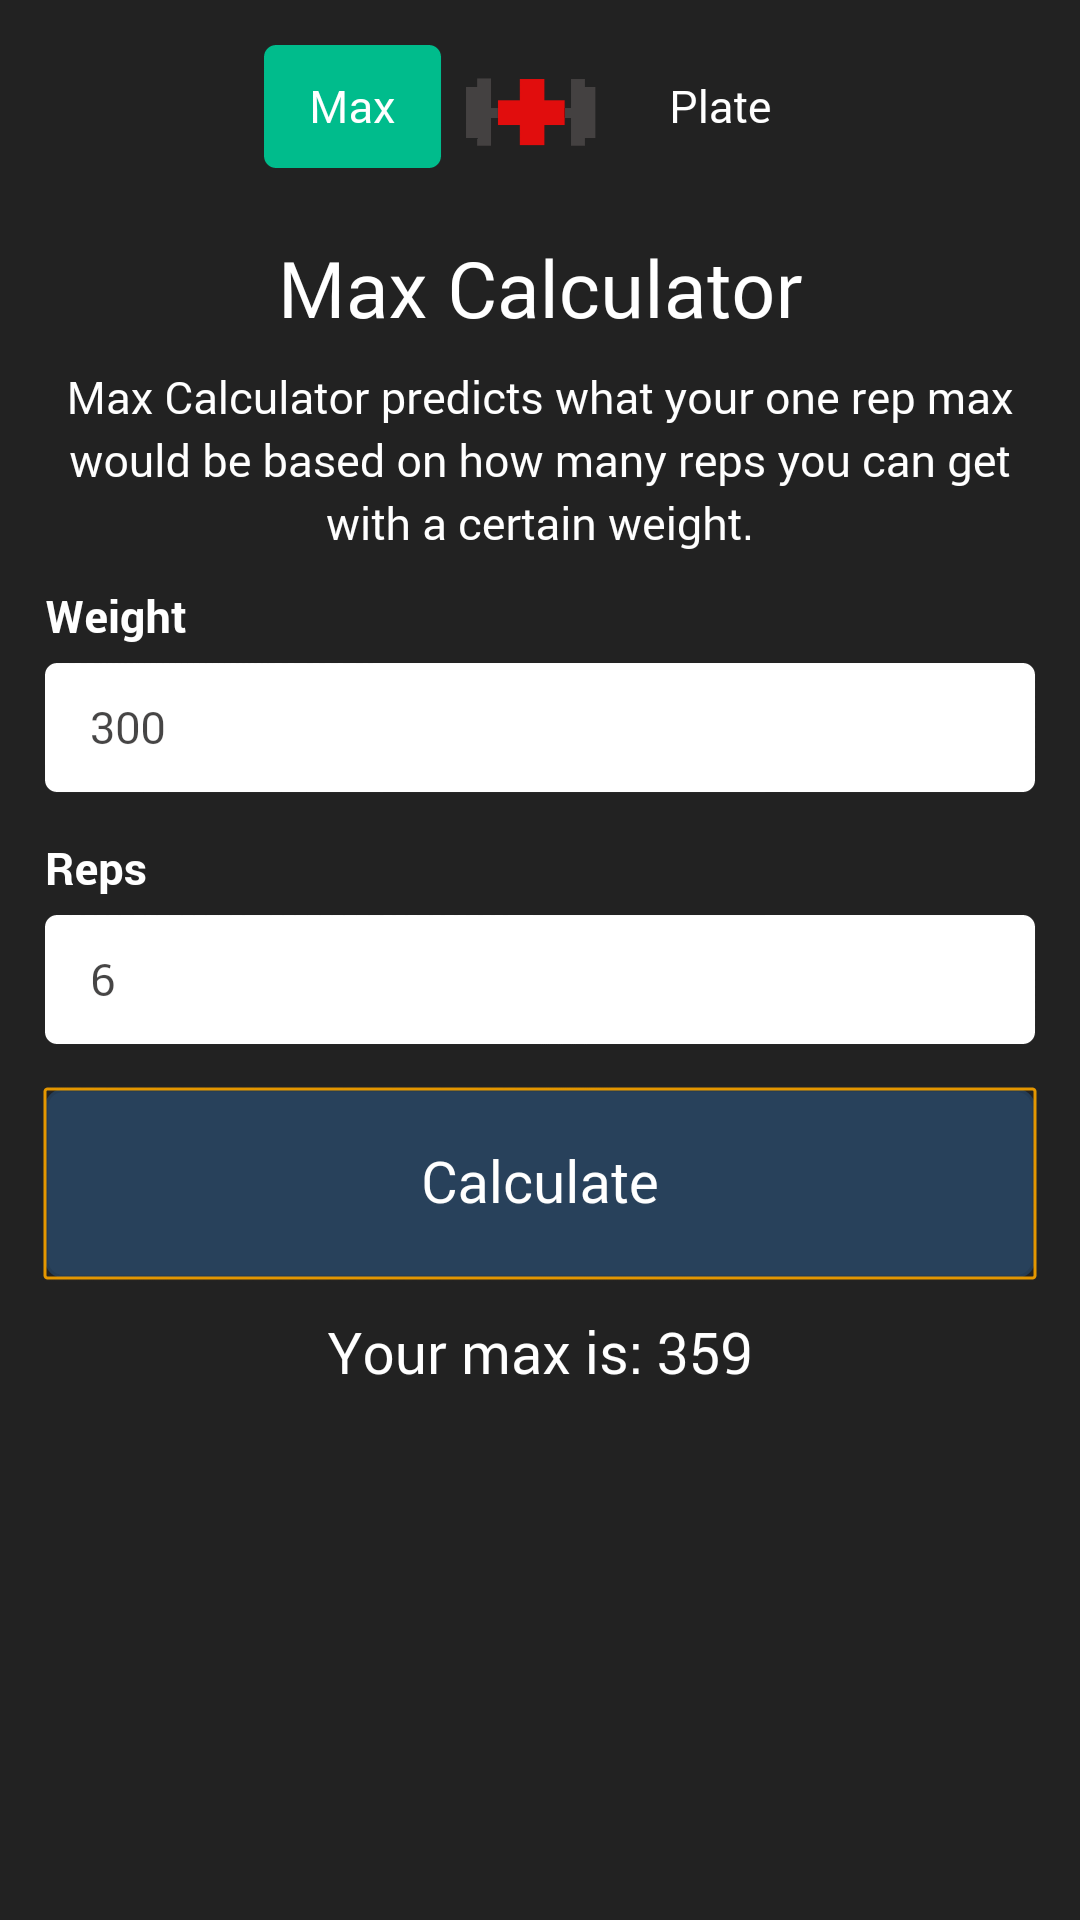 Max
Plate
Max Calculator
Max Calculator predicts what your one rep max
would be based on how many reps you can get
with a certain weight.
Weight
300
Reps
6
Calculate
Your max is: 359